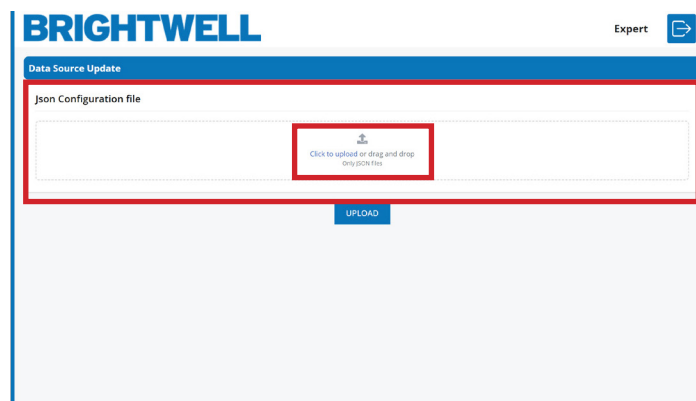 BRIGHTWELL
Expert
Data Source Update
Json Configuration file
Click to upload or drag and drop
Only JSON files
UPLOAD